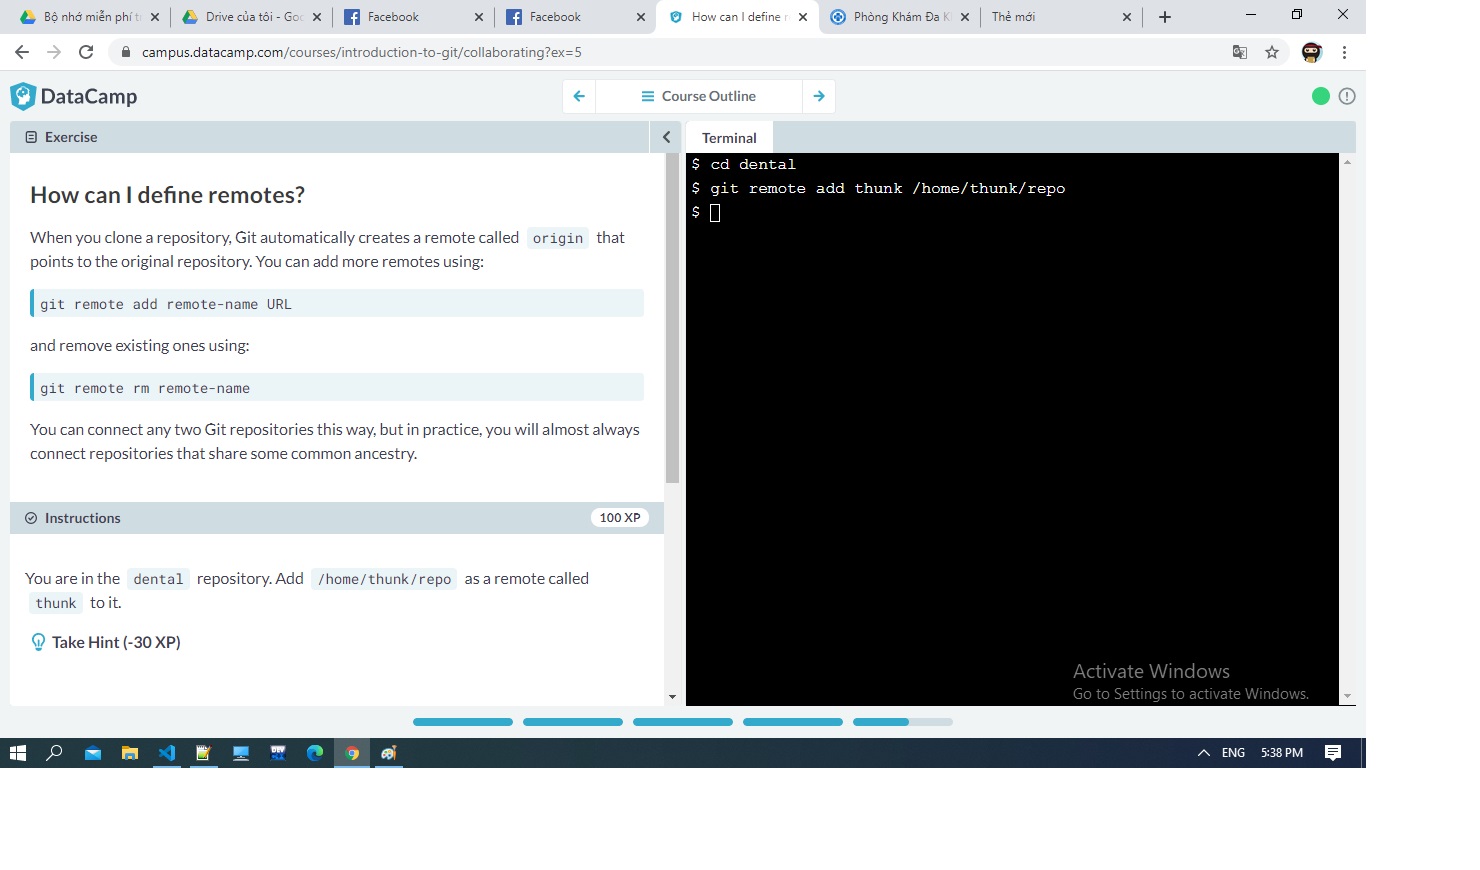 Bộ nhớ miễn phí t
Drive của tôi - Goo
Facebook
Facebook
How can I define r
Phòng Khám Đa K
Thẻ mới
campus.datacamp.com/courses/introduction-to-git/collaborating?ex=5
DataCamp
Course Outline
Exercise
How can I define remotes?
When you clone a repository, Git automatically creates a remote called origin that
points to the original repository. You can add more remotes using:
git remote add remote-name URL
and remove existing ones using:
git remote rm remote-name
You can connect any two Git repositories this way, but in practice, you will almost always
connect repositories that share some common ancestry.
Instructions
100 XP
You are in the dental repository. Add /home/thunk/repo as a remote called
thunk to it.
Take Hint (-30 XP)
Terminal
$ cd dental
$ git remote add thunk /home/thunk/repo
$
Activate Windows
Go to Settings to activate Windows.
DEV
ENG
5:38 PM